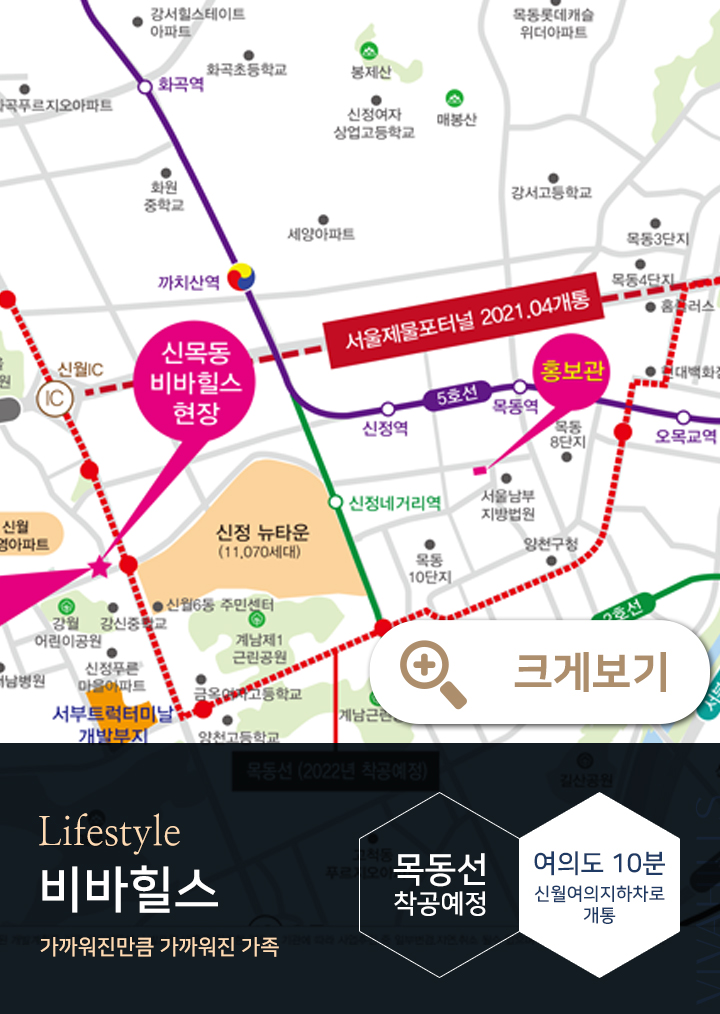 강서힐스테이트
아파트
목동롯데캐슬
위더아파트
화곡초등학교
봉제산
화곡역
화곡푸르지오아파트
신정여자
상업고등학교
매봉산
화원
중학교
강서고등학교
세양아파트
목동3단지
목동4단지
까치산역
서울제물포터널 2021.04개통
신월IC
IC
신목동
비바힐스
현장
홍보관
5호선
목동역
신정역
오목교역
목동
8단지
신정네거리역
서울남부
지방법원
신월
신정 뉴타운
(11,070세대)
양천구청
목동
10단지
2호선
신월6동 주민센터
강월
어린이공원
강신중학교
계남제1
근린공원
신정푸른
마을아파트
금옥여자고등학교
계남근린
서부트럭터미널
개발부지
양천고등학교
크게보기
목동선 (2022년 착공예정)
길산공원
Lifestyle
비바힐스
가까워진만큼 가까워진 가족
목동선
착공예정
여의도 10분
신월여의지하차로
개통